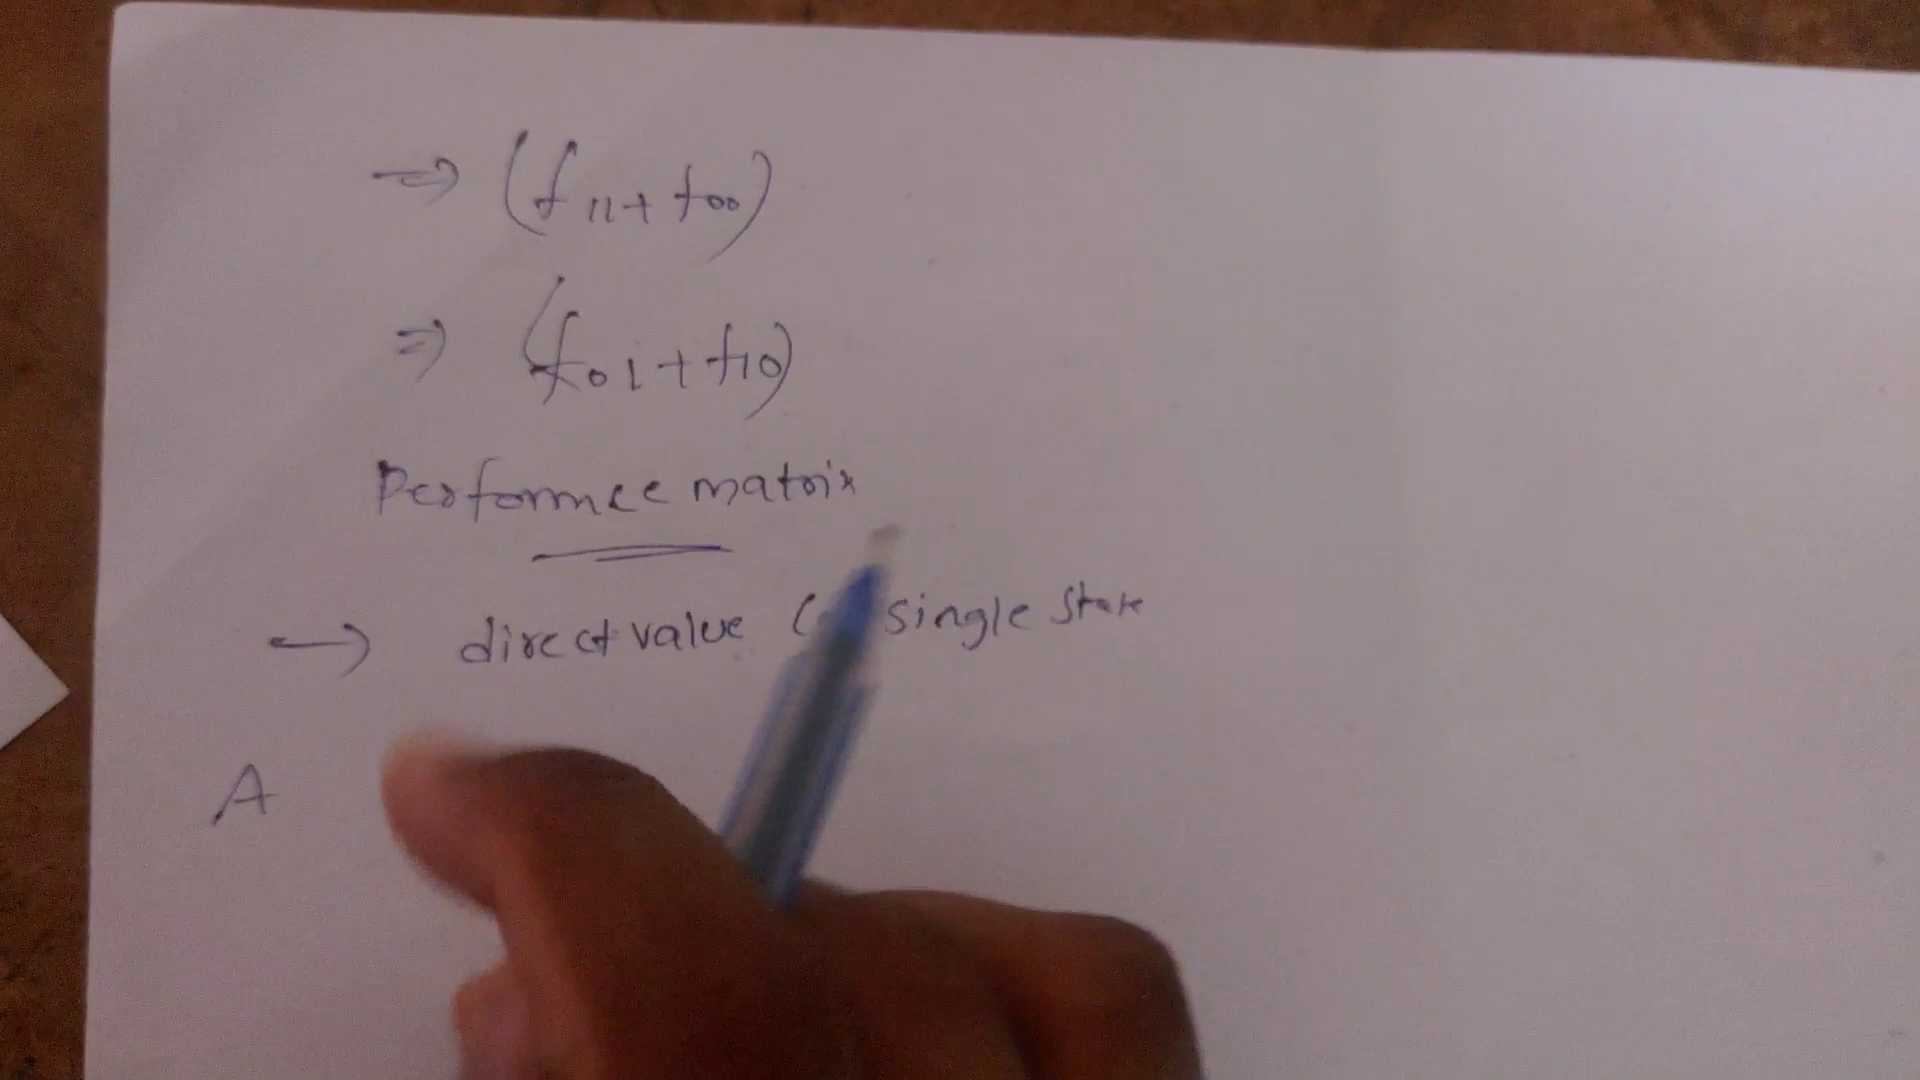 ⇒ (f11 + f00)
⇒ (f01 + f10)
Performce matrix
→ direct value ( single state
A